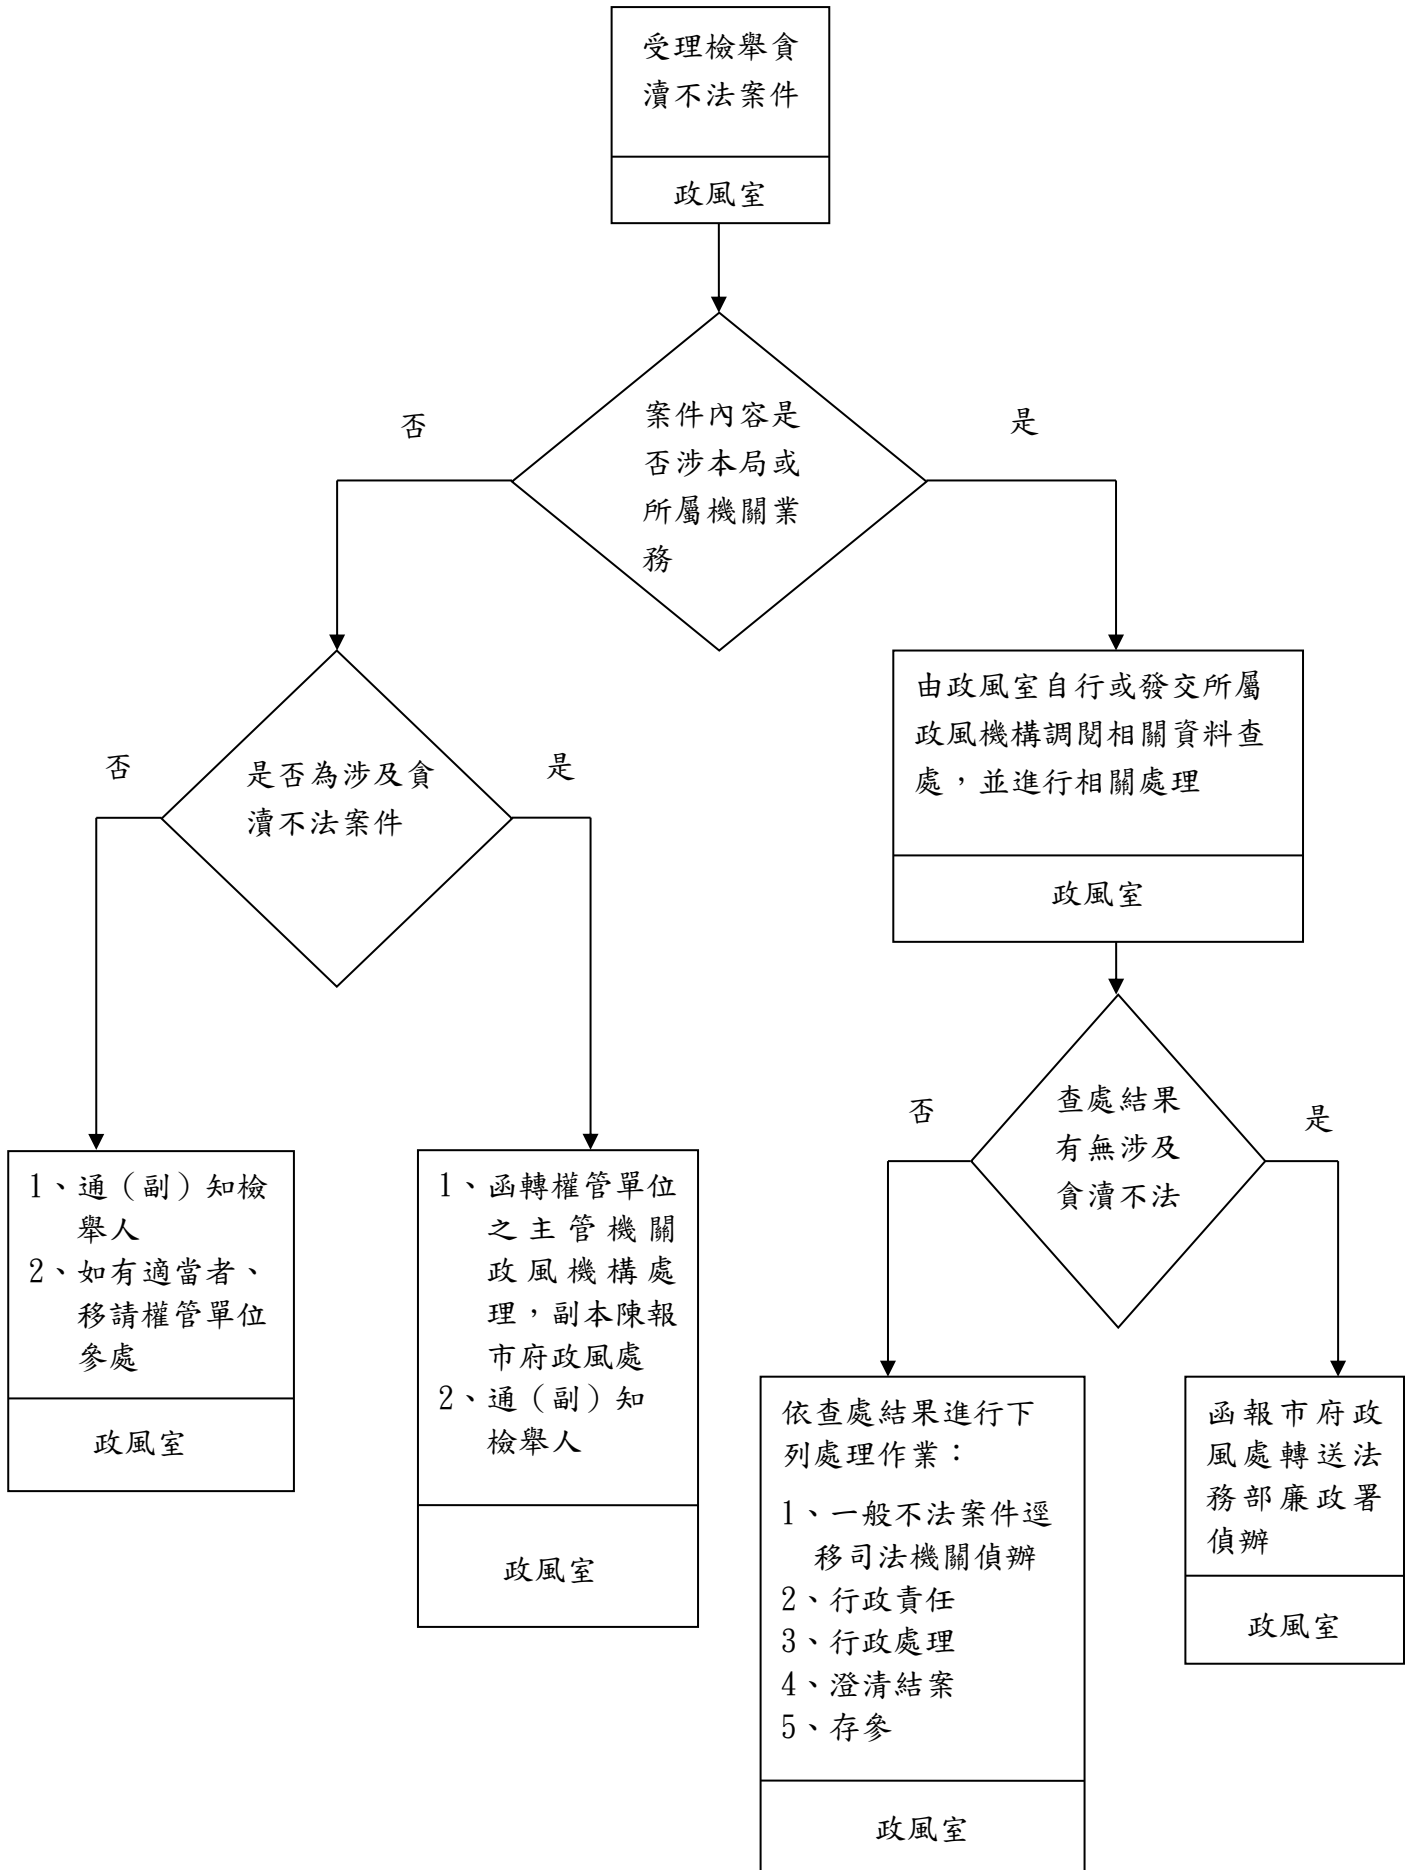 受理檢舉貪
瀆不法案件
政風室
案件內容是
否涉本局或
所屬機關業
務
否
是
是否為涉及貪
瀆不法案件
否
是
由政風室自行或發交所屬
政風機構調閱相關資料查
處，並進行相關處理
政風室
查處結果
有無涉及
貪瀆不法
否
是
1、通（副）知檢
舉人
2、如有適當者、
移請權管單位
參處
政風室
1、函轉權管單位
之主管機關
政風機構處
理，副本陳報
市府政風處
2、通（副）知
檢舉人
政風室
依查處結果進行下
列處理作業：
1、一般不法案件逕
移司法機關偵辦
2、行政責任
3、行政處理
4、澄清結案
5、存參
政風室
函報市府政
風處轉送法
務部廉政署
偵辦
政風室